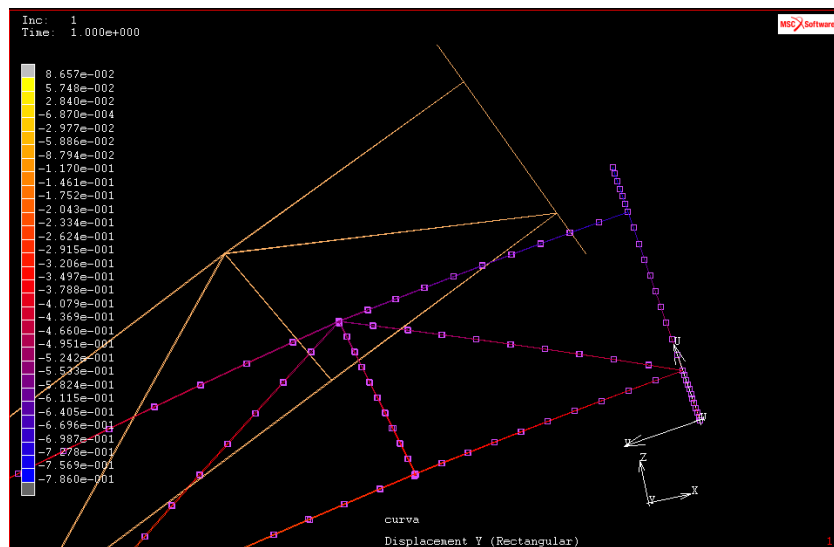 Inc: 1
Time: 1.000e+000
MSC Software
8.657e-002
5.748e-002
2.840e-002
-6.870e-004
-2.977e-002
-5.886e-002
-8.794e-002
-1.170e-001
-1.461e-001
-1.752e-001
-2.043e-001
-2.334e-001
-2.624e-001
-2.915e-001
-3.206e-001
-3.497e-001
-3.788e-001
-4.079e-001
-4.369e-001
-4.660e-001
-4.951e-001
-5.242e-001
-5.533e-001
-5.824e-001
-6.115e-001
-6.405e-001
-6.696e-001
-6.987e-001
-7.278e-001
-7.569e-001
-7.860e-001
U
W
V
Z
X
Y
curva
Displacement Y (Rectangular)
1